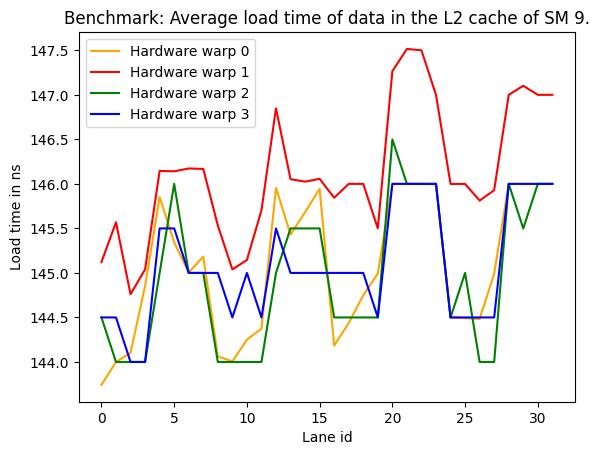 Benchmark: Average load time of data in the L2 cache of SM 9.
Hardware warp 0
Hardware warp 1
Hardware warp 2
Hardware warp 3
Load time in ns
147.5
147.0
146.5
146.0
145.5
145.0
144.5
144.0
0 5 10 15 20 25 30
Lane id